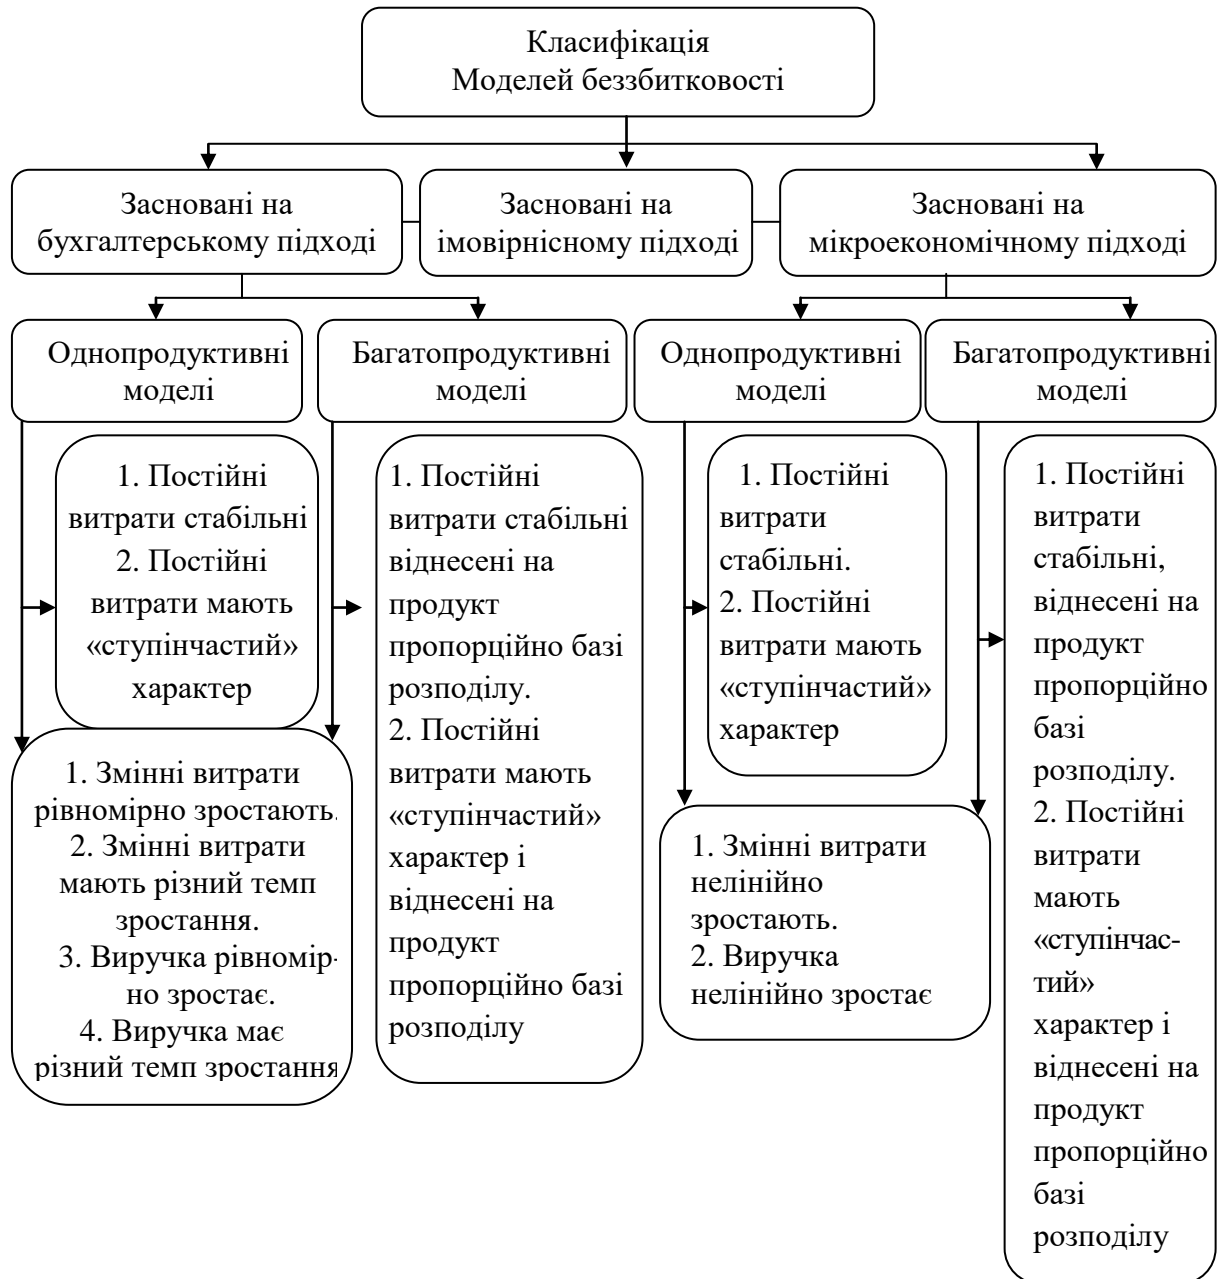 Класифікація
Моделей беззбитковості
Засновані на
бухгалтерському підході
Засновані на
імовірнісному підході
Засновані на
мікроекономічному підході
Однопродуктивні
моделі
Багатопродуктивні
моделі
Однопродуктивні
моделі
Багатопродуктивні
моделі
1. Постійні
витрати стабільні
2. Постійні
витрати мають
«ступінчастий»
характер
1. Змінні витрати
рівномірно зростають.
2. Змінні витрати
мають різний темп
зростання.
3. Виручка рівномір-
но зростає.
4. Виручка має
різний темп зростання
1. Постійні
витрати стабільні
віднесені на
продукт
пропорційно базі
розподілу.
2. Постійні
витрати мають
«ступінчастий»
характер і
віднесені на
продукт
пропорційно базі
розподілу
1. Постійні
витрати
стабільні.
2. Постійні
витрати мають
«ступінчастий»
характер
1. Змінні витрати
нелінійно
зростають.
2. Виручка
нелінійно зростає
1. Постійні
витрати
стабільні,
віднесені на
продукт
пропорційно
базі
розподілу.
2. Постійні
витрати
мають
«ступінчас-
тий»
характер і
віднесені на
продукт
пропорційно
базі
розподілу